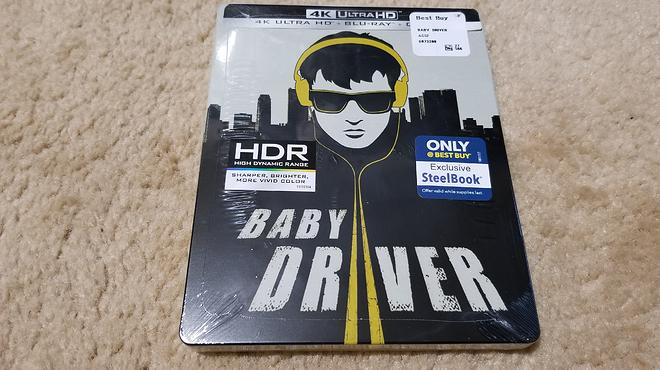 4K ULTRA HD
4K ULTRA HD + BLU-RAY +
Best Buy
BABY DRIVER
HDR
HIGH DYNAMIC RANGE
SHARPER, BRIGHTER,
MORE VIVID COLOR
ONLY
@ BEST BUY
Exclusive
SteelBook
Offer valid while supplies last.
BABY
DRIVER